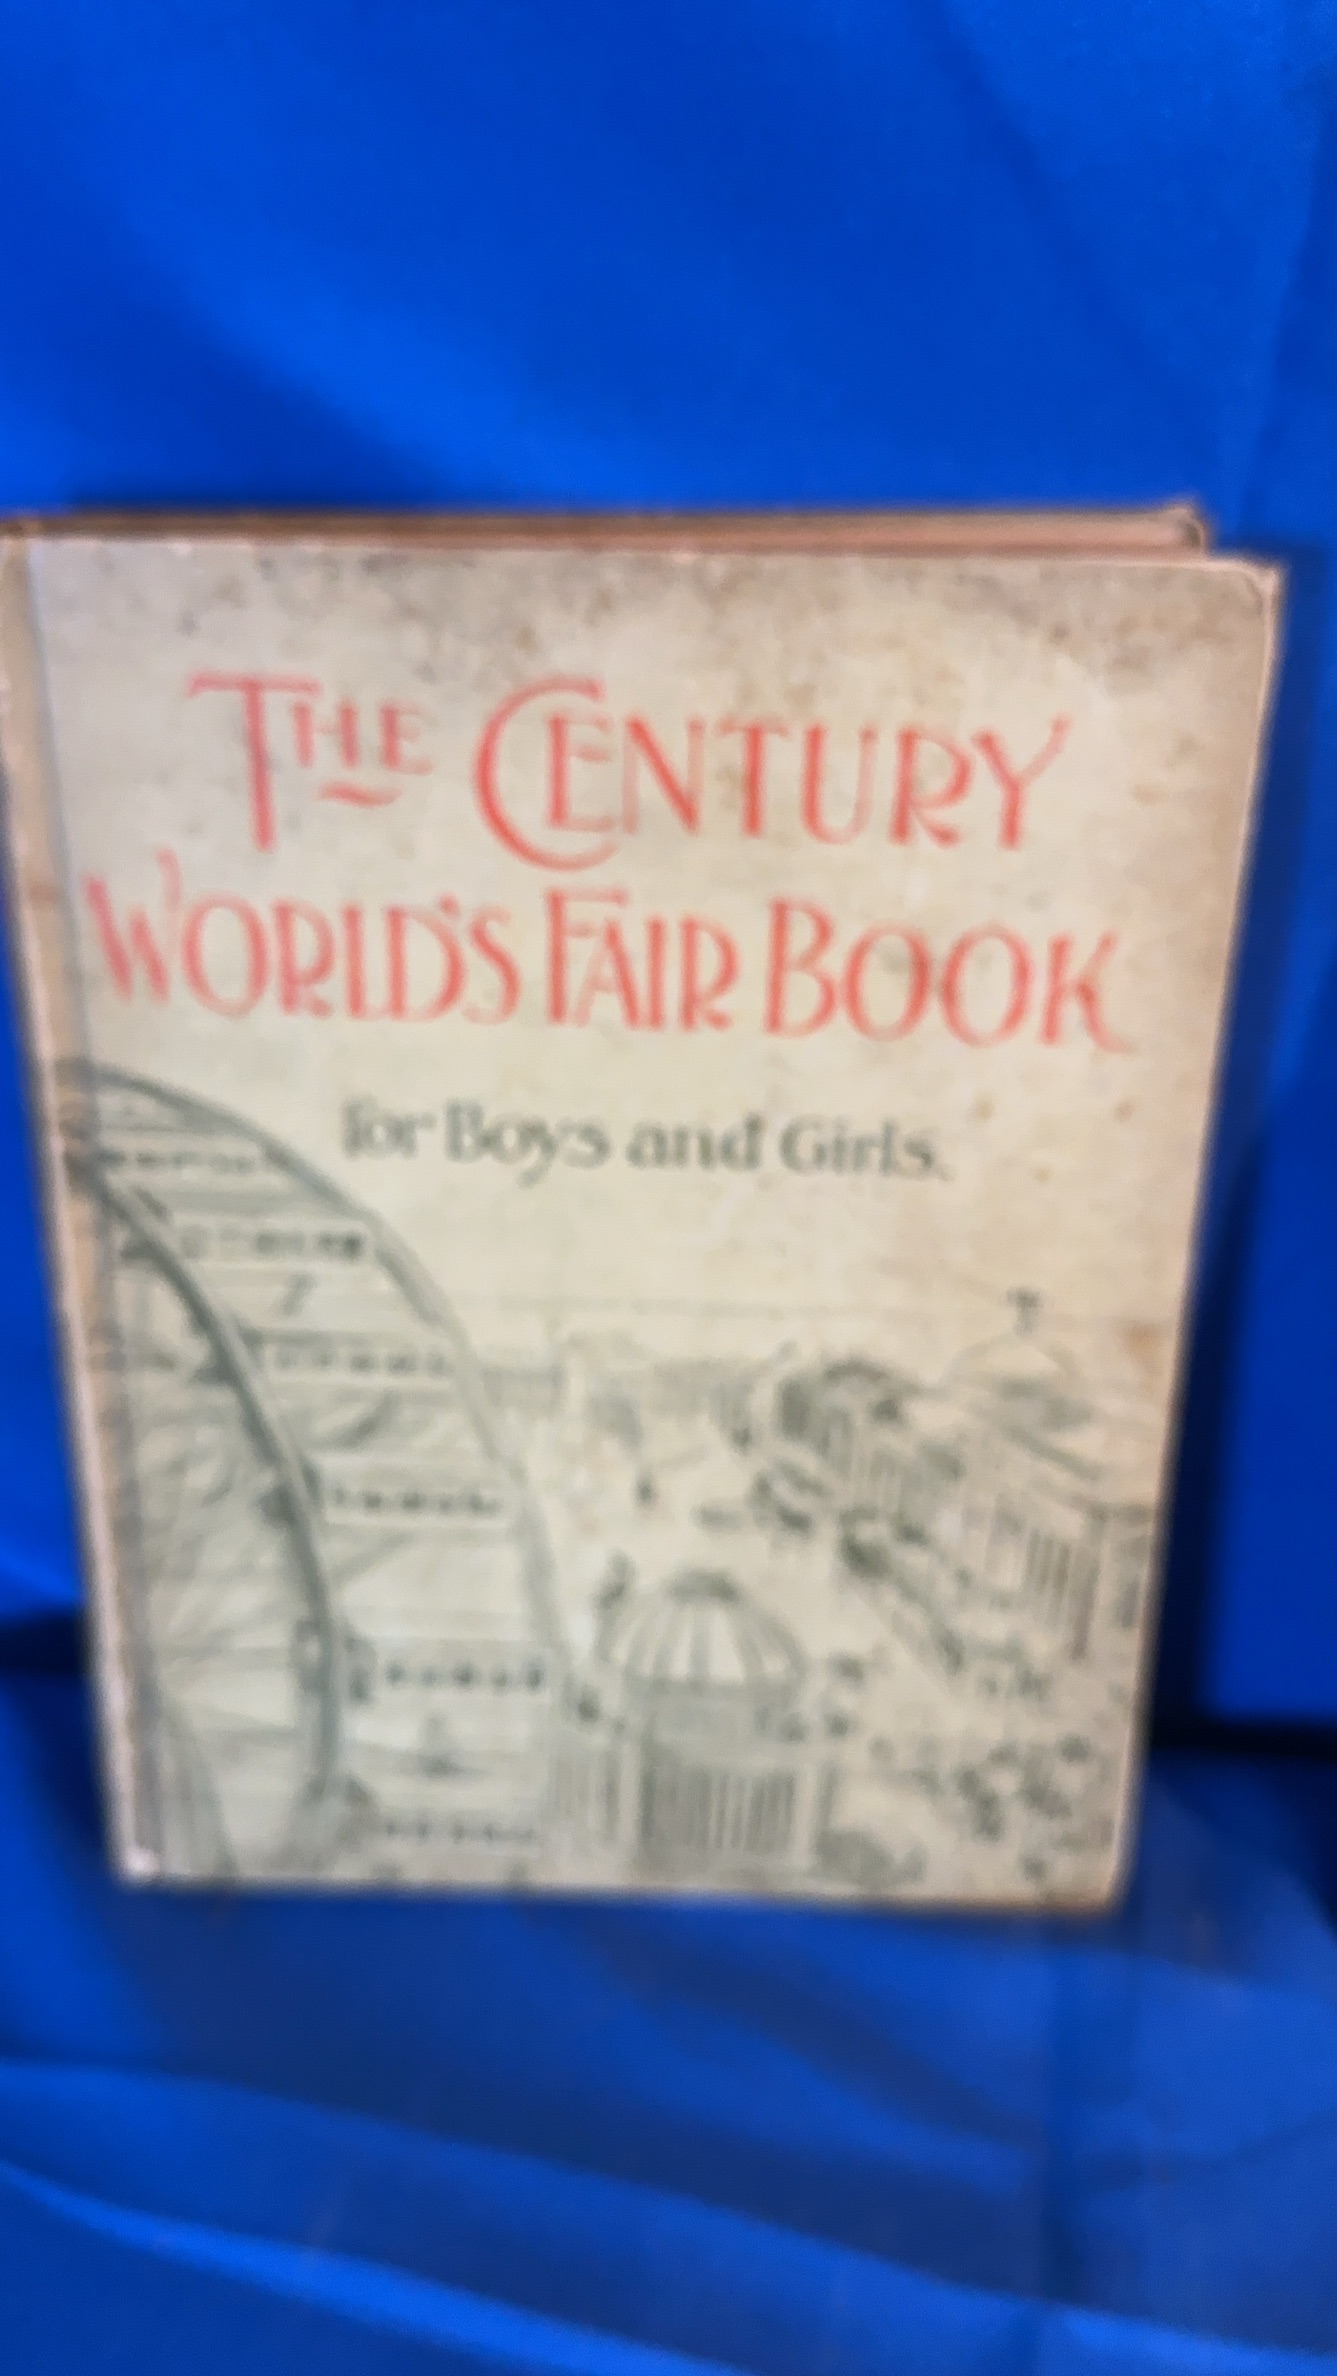 THE CENTURY
WORLD'S FAIR BOOK
for Boys and Girls.